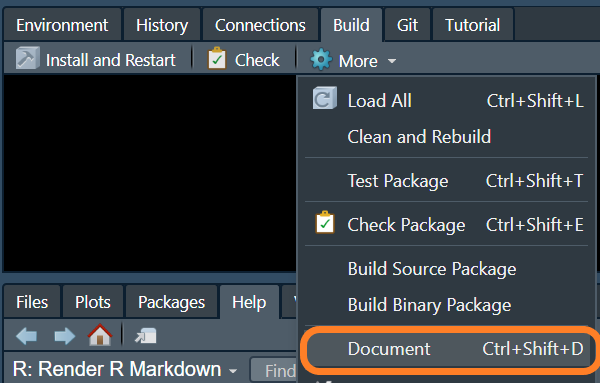 Environment History Connections Build Git Tutorial
Install and Restart Check More
Load All Ctrl+Shift+L
Clean and Rebuild
Test Package Ctrl+Shift+T
Check Package Ctrl+Shift+E
Build Source Package
Build Binary Package
Files Plots Packages Help
Document Ctrl+Shift+D
R: Render R Markdown Find